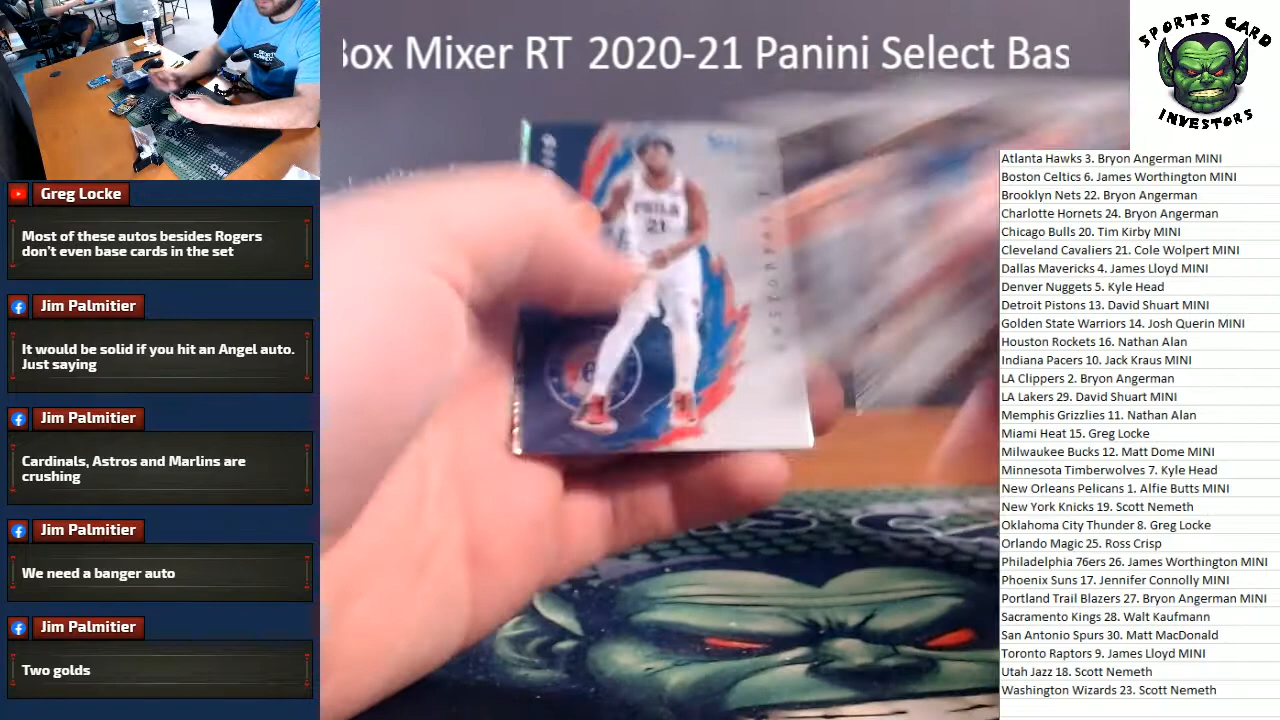 Box Mixer RT 2020-21 Panini Select Bas
SPORTS CARD
INVESTORS
Greg Locke
Most of these autos besides Rogers
don't even base cards in the set
Jim Palmitier
It would be solid if you hit an Angel auto.
Just saying
Jim Palmitier
Cardinals, Astros and Marlins are
crushing
Jim Palmitier
We need a banger auto
Jim Palmitier
Two golds
PHILA
21
Atlanta Hawks 3. Bryon Angerman MINI
Boston Celtics 6. James Worthington MINI
Brooklyn Nets 22. Bryon Angerman
Charlotte Hornets 24. Bryon Angerman
Chicago Bulls 20. Tim Kirby MINI
Cleveland Cavaliers 21. Cole Wolpert MINI
Dallas Mavericks 4. James Lloyd MINI
Denver Nuggets 5. Kyle Head
Detroit Pistons 13. David Shuart MINI
Golden State Warriors 14. Josh Querin MINI
Houston Rockets 16. Nathan Alan
Indiana Pacers 10. Jack Kraus MINI
LA Clippers 2. Bryon Angerman
LA Lakers 29. David Shuart MINI
Memphis Grizzlies 11. Nathan Alan
Miami Heat 15. Greg Locke
Milwaukee Bucks 12. Matt Dome MINI
Minnesota Timberwolves 7. Kyle Head
New Orleans Pelicans 1. Alfie Butts MINI
New York Knicks 19. Scott Nemeth
Oklahoma City Thunder 8. Greg Locke
Orlando Magic 25. Ross Crisp
Philadelphia 76ers 26. James Worthington MINI
Phoenix Suns 17. Jennifer Connolly MINI
Portland Trail Blazers 27. Bryon Angerman MINI
Sacramento Kings 28. Walt Kaufmann
San Antonio Spurs 30. Matt MacDonald
Toronto Raptors 9. James Lloyd MINI
Utah Jazz 18. Scott Nemeth
Washington Wizards 23. Scott Nemeth